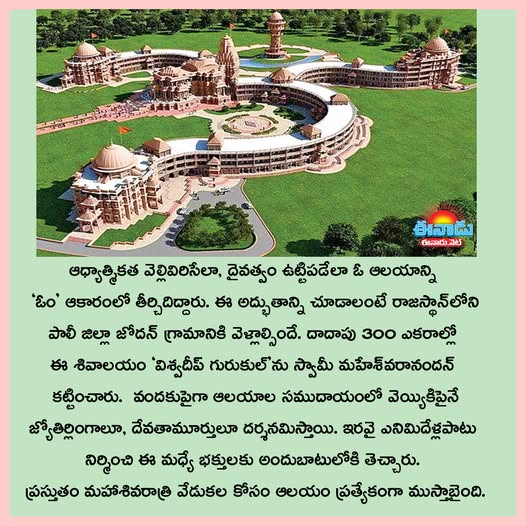 ఈనాడు
ఈనాడు.నెట్
ఆధ్యాత్మికత వెల్లివిరిసేలా, దైవత్వం ఉట్టిపడేలా ఓ ఆలయాన్ని
‘ఓం’ ఆకారంలో తీర్చిదిద్దారు. ఈ అద్భుతాన్ని చూడాలంటే రాజస్థాన్‌లోని
పాలీ జిల్లా జోదన్ గ్రామానికి వెళ్లాల్సిందే. దాదాపు 300 ఎకరాల్లో
ఈ శివాలయం ‘విశ్వదీప్ గురుకుల్’ను స్వామీ మహేశ్‌వరానందన్
కట్టించారు. వందకుపైగా ఆలయాల సముదాయంలో వెయ్యికిపైనే
జ్యోతిర్లింగాలూ, దేవతామూర్తులూ దర్శనమిస్తాయి. ఇరవై ఎనిమిదేళ్లపాటు
నిర్మించి ఈ మధ్యే భక్తులకు అందుబాటులోకి తెచ్చారు.
ప్రస్తుతం మహాశివరాత్రి వేడుకల కోసం ఆలయం ప్రత్యేకంగా ముస్తాబైంది.